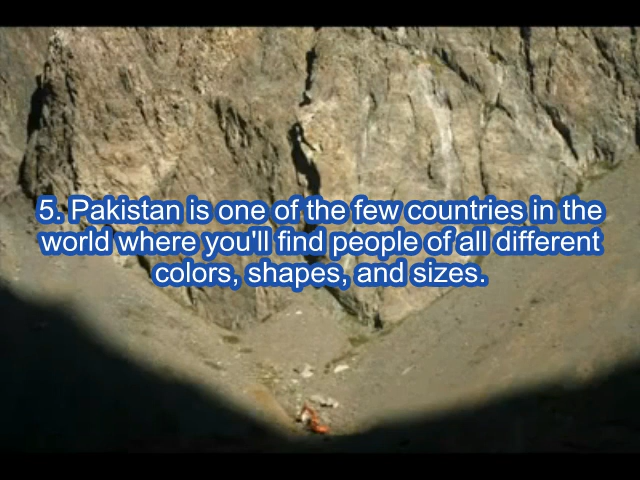 5. Pakistan is one of the few countries in the
world where you'll find people of all different
colors, shapes, and sizes.